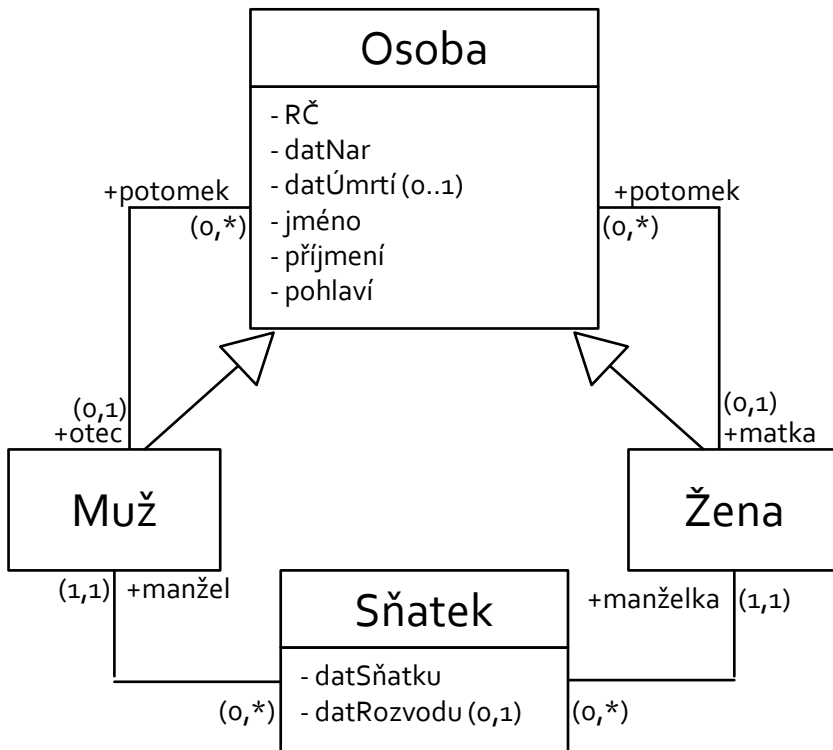 Osoba
- RČ
- datNar
- datÚmrtí (0..1)
- jméno
- příjmení
- pohlaví
+potomek
(0,*)
+potomek
(0,*)
(0,1)
+otec
(0,1)
+matka
Muž
Žena
(1,1)
+manžel
+manželka
(1,1)
Sňatek
- datSňatku
- datRozvodu (0,1)
(0,*)
(0,*)